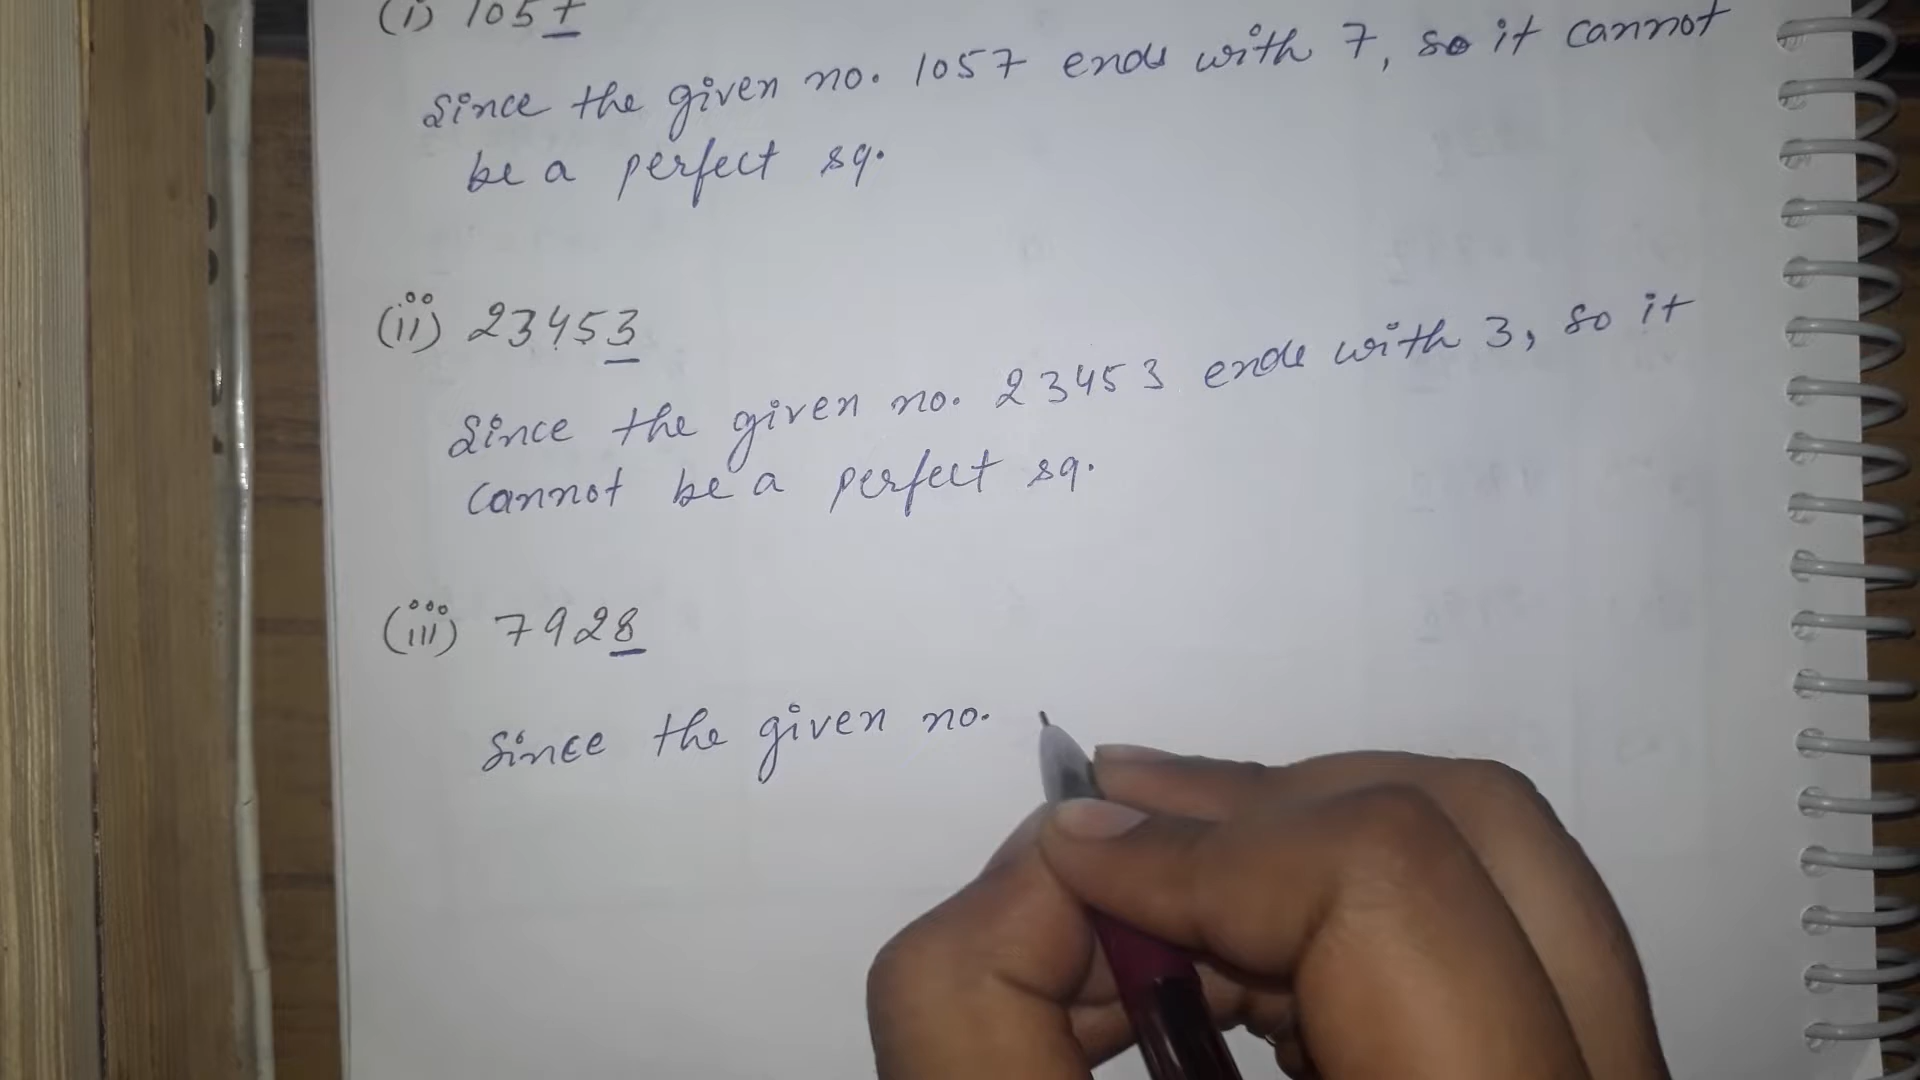 (i) 1057
Since the given no. 1057 ends with 7, so it cannot
be a perfect sq.
(ii) 23453
Since the given no. 23453 ends with 3, so it
cannot be a perfect sq.
(iii) 7928
Since the given no.